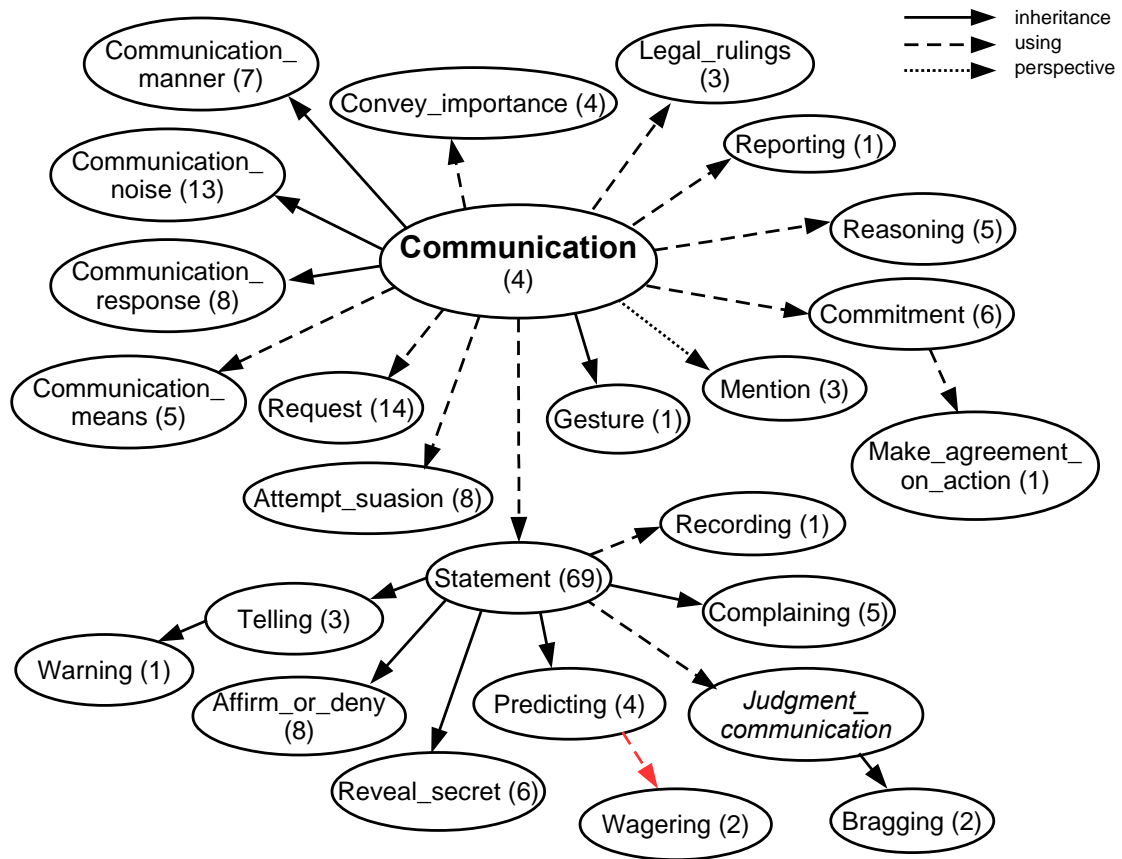 inheritance
using
perspective
Communication_
manner (7)
Convey_importance (4)
Legal_rulings
(3)
Reporting (1)
Communication_
noise (13)
Communication
(4)
Reasoning (5)
Communication_
response (8)
Commitment (6)
Communication_
means (5)
Request (14)
Gesture (1)
Mention (3)
Make_agreement_
on_action (1)
Attempt_suasion (8)
Recording (1)
Statement (69)
Telling (3)
Complaining (5)
Warning (1)
Affirm_or_deny
(8)
Predicting (4)
Judgment_
communication
Reveal_secret (6)
Wagering (2)
Bragging (2)